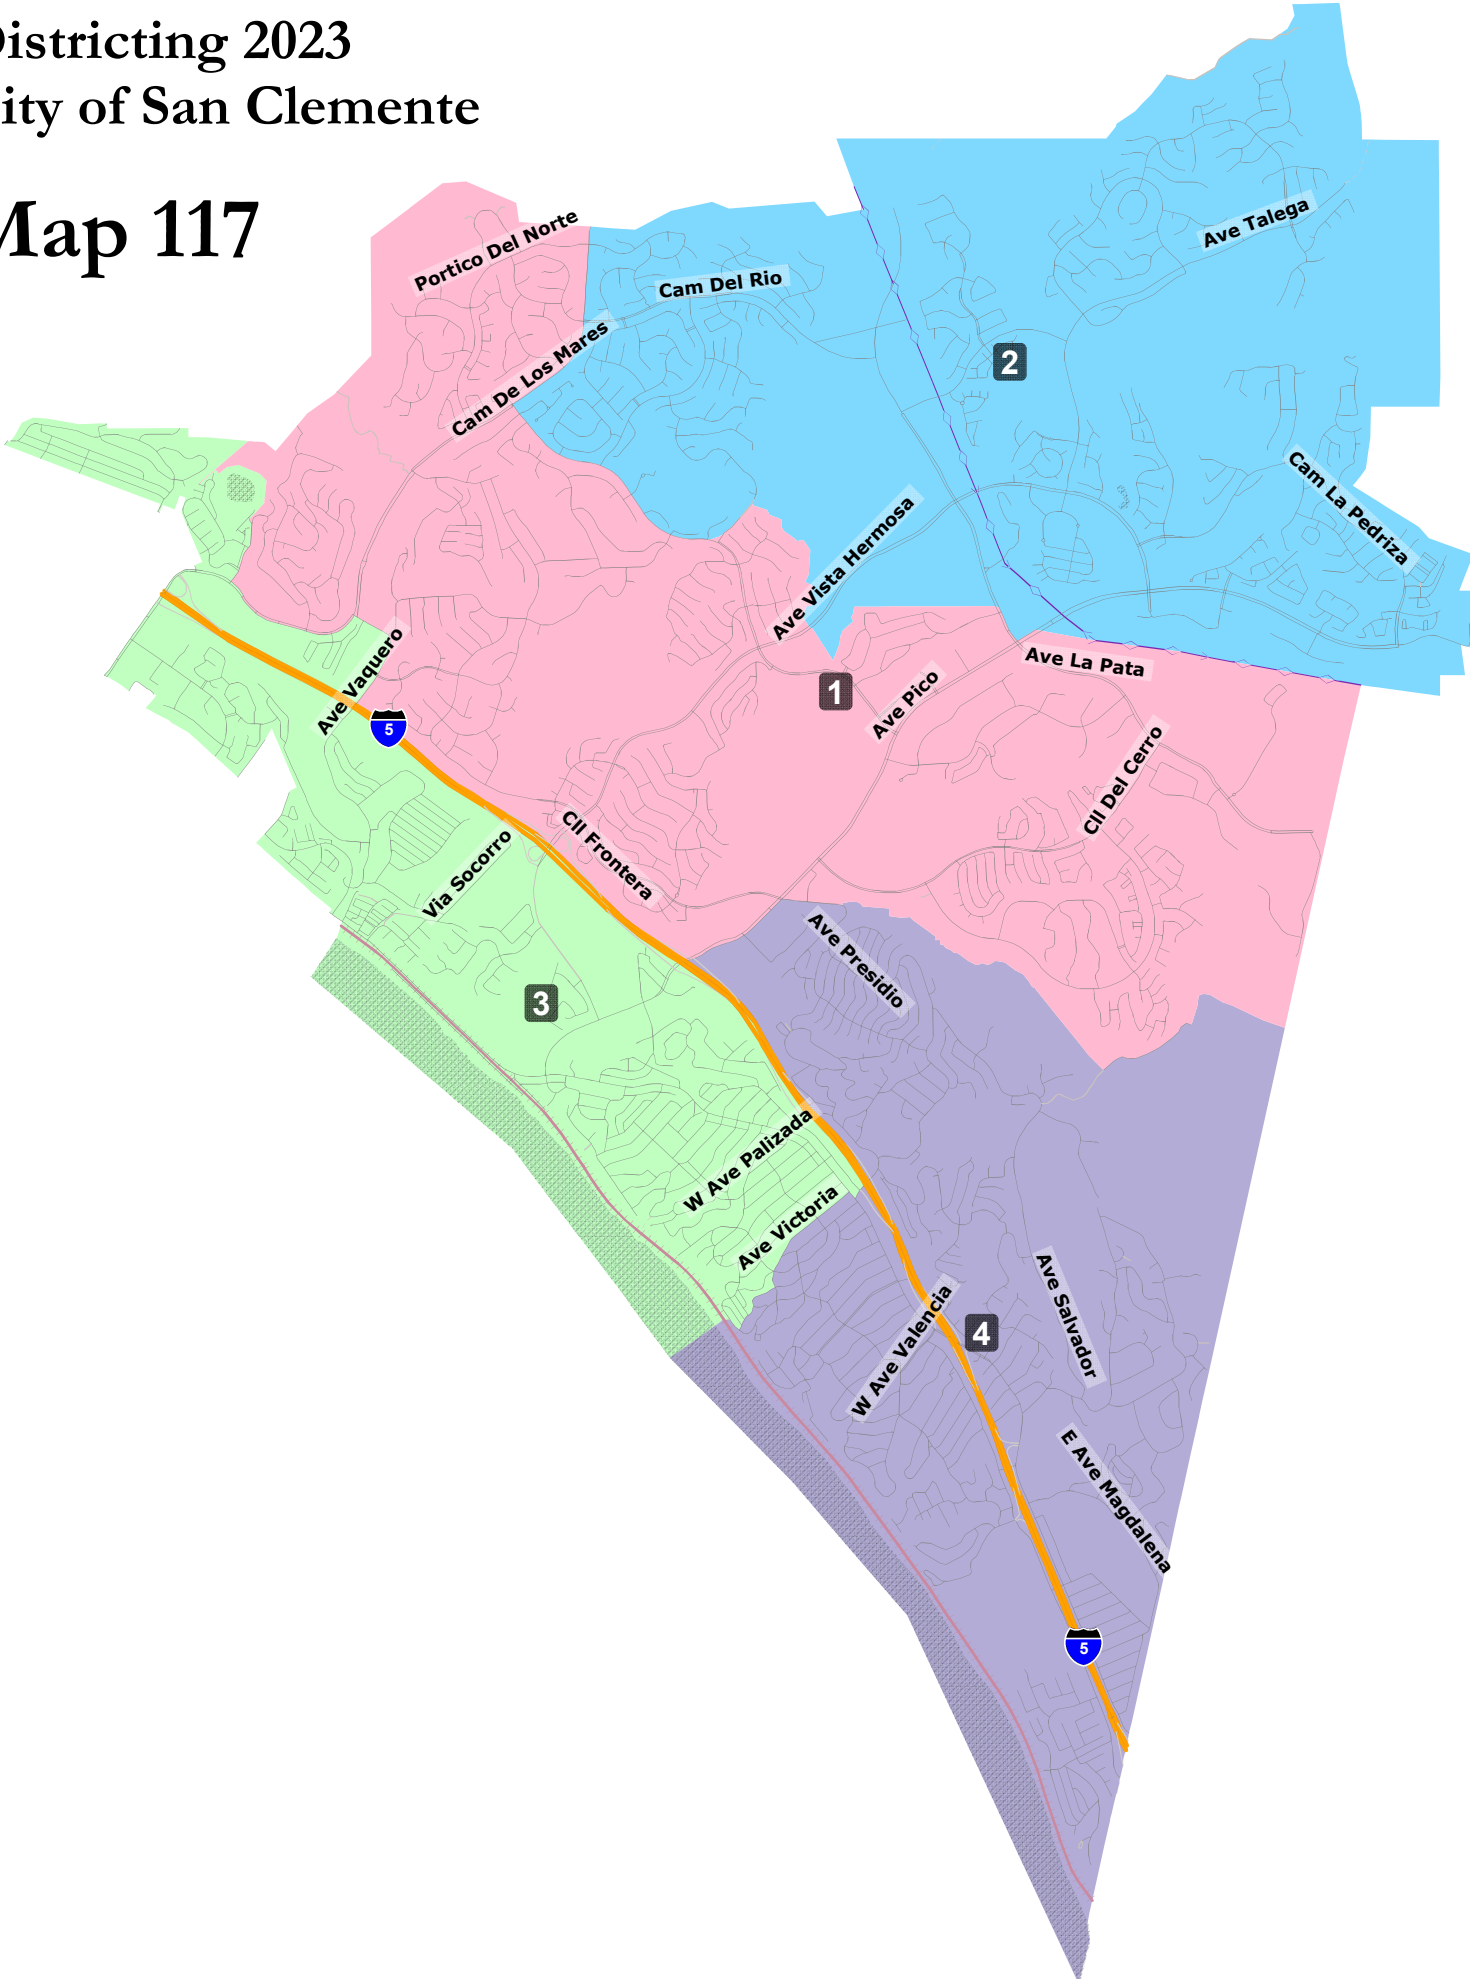 Districting 2023
ity of San Clemente
Map 117
Portico Del Norte
Cam Del Rio
Ave Talega
Cam De Los Mares
2
Cam La Pedriza
Ave Vista Hermosa
Ave Vaquero
Ave La Pata
1
Ave Pico
5
Cll Del Cerro
Cll Frontera
Via Socorro
Ave Presidio
3
W Ave Palizada
Ave Victoria
Ave Salvador
W Ave Valencia
4
E Ave Magdalena
5